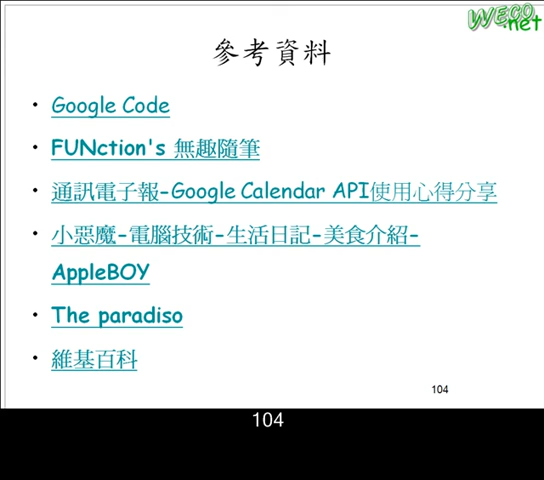 WECO.net
參考資料
• Google Code
• FUNction's 無趣隨筆
• 通訊電子報-Google Calendar API使用心得分享
• 小惡魔-電腦技術-生活日記-美食介紹-
AppleBOY
• The paradiso
• 維基百科
104
104